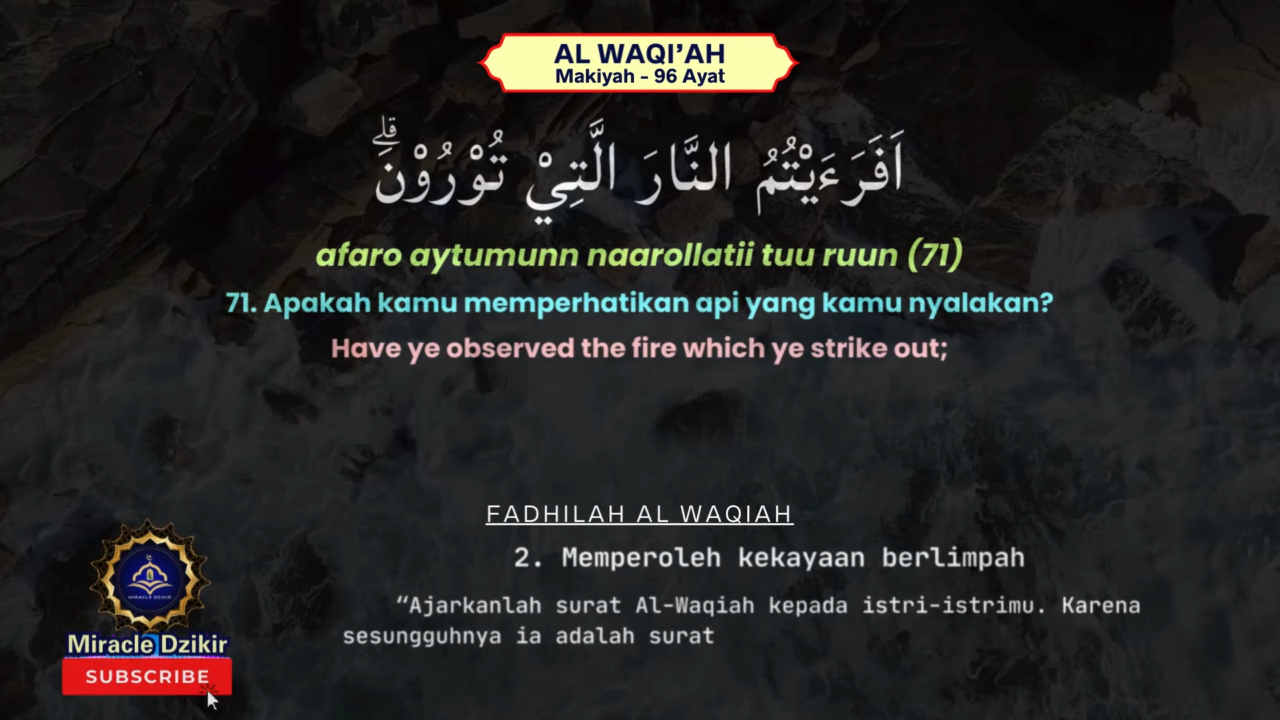 AL WAQI’AH
Makiyah - 96 Ayat
اَفَرَءَيْتُمُ النَّارَ الَّتِيْ تُوْرُوْنَۗ
afaro aytumunn naarollatii tuu ruun (71)
71. Apakah kamu memperhatikan api yang kamu nyalakan?
Have ye observed the fire which ye strike out;
FADHILAH AL WAQIAH
2. Memperoleh kekayaan berlimpah
“Ajarkanlah surat Al-Waqiah kepada istri-istrimu. Karena
sesungguhnya ia adalah surat
MIRACLE DZIKIR
Miracle Dzikir
SUBSCRIBE